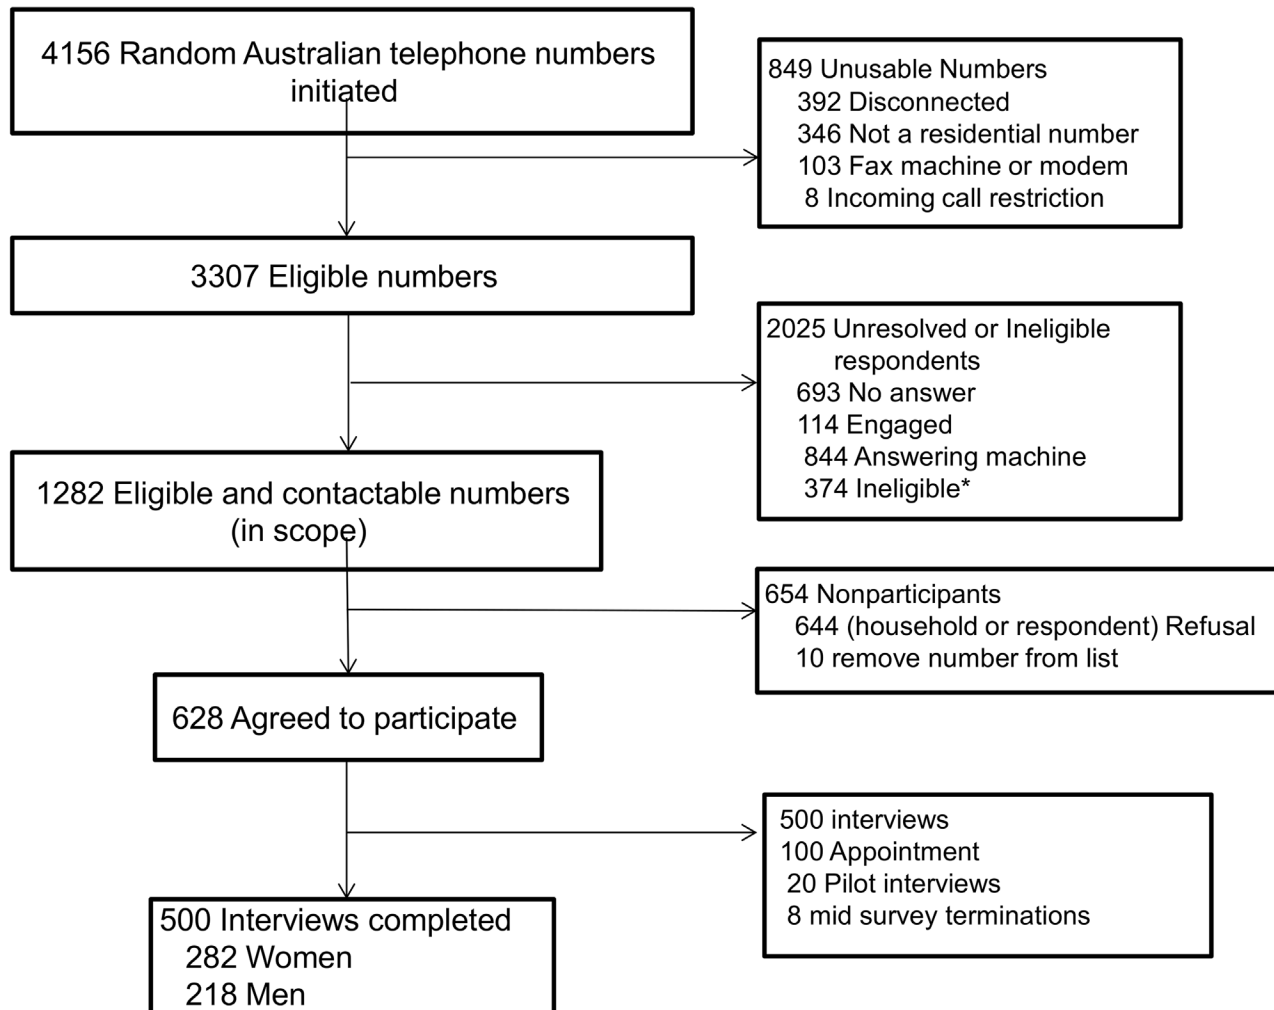 4156 Random Australian telephone numbers
initiated
849 Unusable Numbers
392 Disconnected
346 Not a residential number
103 Fax machine or modem
8 Incoming call restriction
3307 Eligible numbers
2025 Unresolved or Ineligible
respondents
693 No answer
114 Engaged
844 Answering machine
374 Ineligible*
1282 Eligible and contactable numbers
(in scope)
654 Nonparticipants
644 (household or respondent) Refusal
10 remove number from list
628 Agreed to participate
500 interviews
100 Appointment
20 Pilot interviews
8 mid survey terminations
500 Interviews completed
282 Women
218 Men